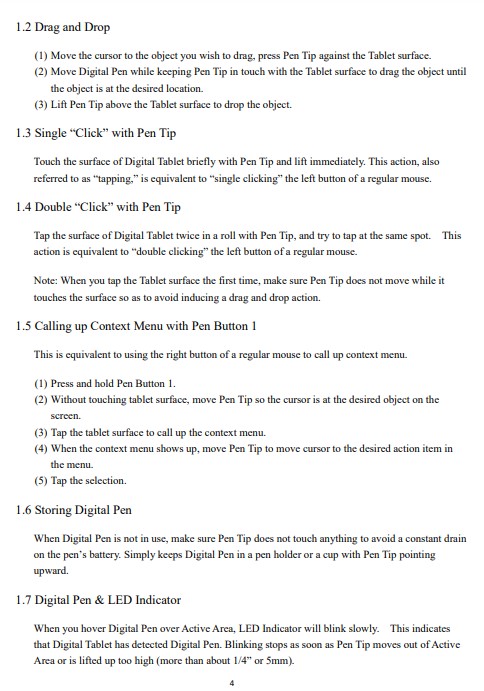 1.2 Drag and Drop
(1) Move the cursor to the object you wish to drag, press Pen Tip against the Tablet surface.
(2) Move Digital Pen while keeping Pen Tip in touch with the Tablet surface to drag the object until
the object is at the desired location.
(3) Lift Pen Tip above the Tablet surface to drop the object.
1.3 Single “Click” with Pen Tip
Touch the surface of Digital Tablet briefly with Pen Tip and lift immediately. This action, also
referred to as “tapping,” is equivalent to “single clicking” the left button of a regular mouse.
1.4 Double “Click” with Pen Tip
Tap the surface of Digital Tablet twice in a roll with Pen Tip, and try to tap at the same spot. This
action is equivalent to “double clicking” the left button of a regular mouse.
Note: When you tap the Tablet surface the first time, make sure Pen Tip does not move while it
touches the surface so as to avoid inducing a drag and drop action.
1.5 Calling up Context Menu with Pen Button 1
This is equivalent to using the right button of a regular mouse to call up context menu.
(1) Press and hold Pen Button 1.
(2) Without touching tablet surface, move Pen Tip so the cursor is at the desired object on the
screen.
(3) Tap the tablet surface to call up the context menu.
(4) When the context menu shows up, move Pen Tip to move cursor to the desired action item in
the menu.
(5) Tap the selection.
1.6 Storing Digital Pen
When Digital Pen is not in use, make sure Pen Tip does not touch anything to avoid a constant drain
on the pen’s battery. Simply keeps Digital Pen in a pen holder or a cup with Pen Tip pointing
upward.
1.7 Digital Pen & LED Indicator
When you hover Digital Pen over Active Area, LED Indicator will blink slowly. This indicates
that Digital Tablet has detected Digital Pen. Blinking stops as soon as Pen Tip moves out of Active
Area or is lifted up too high (more than about 1/4” or 5mm).
4